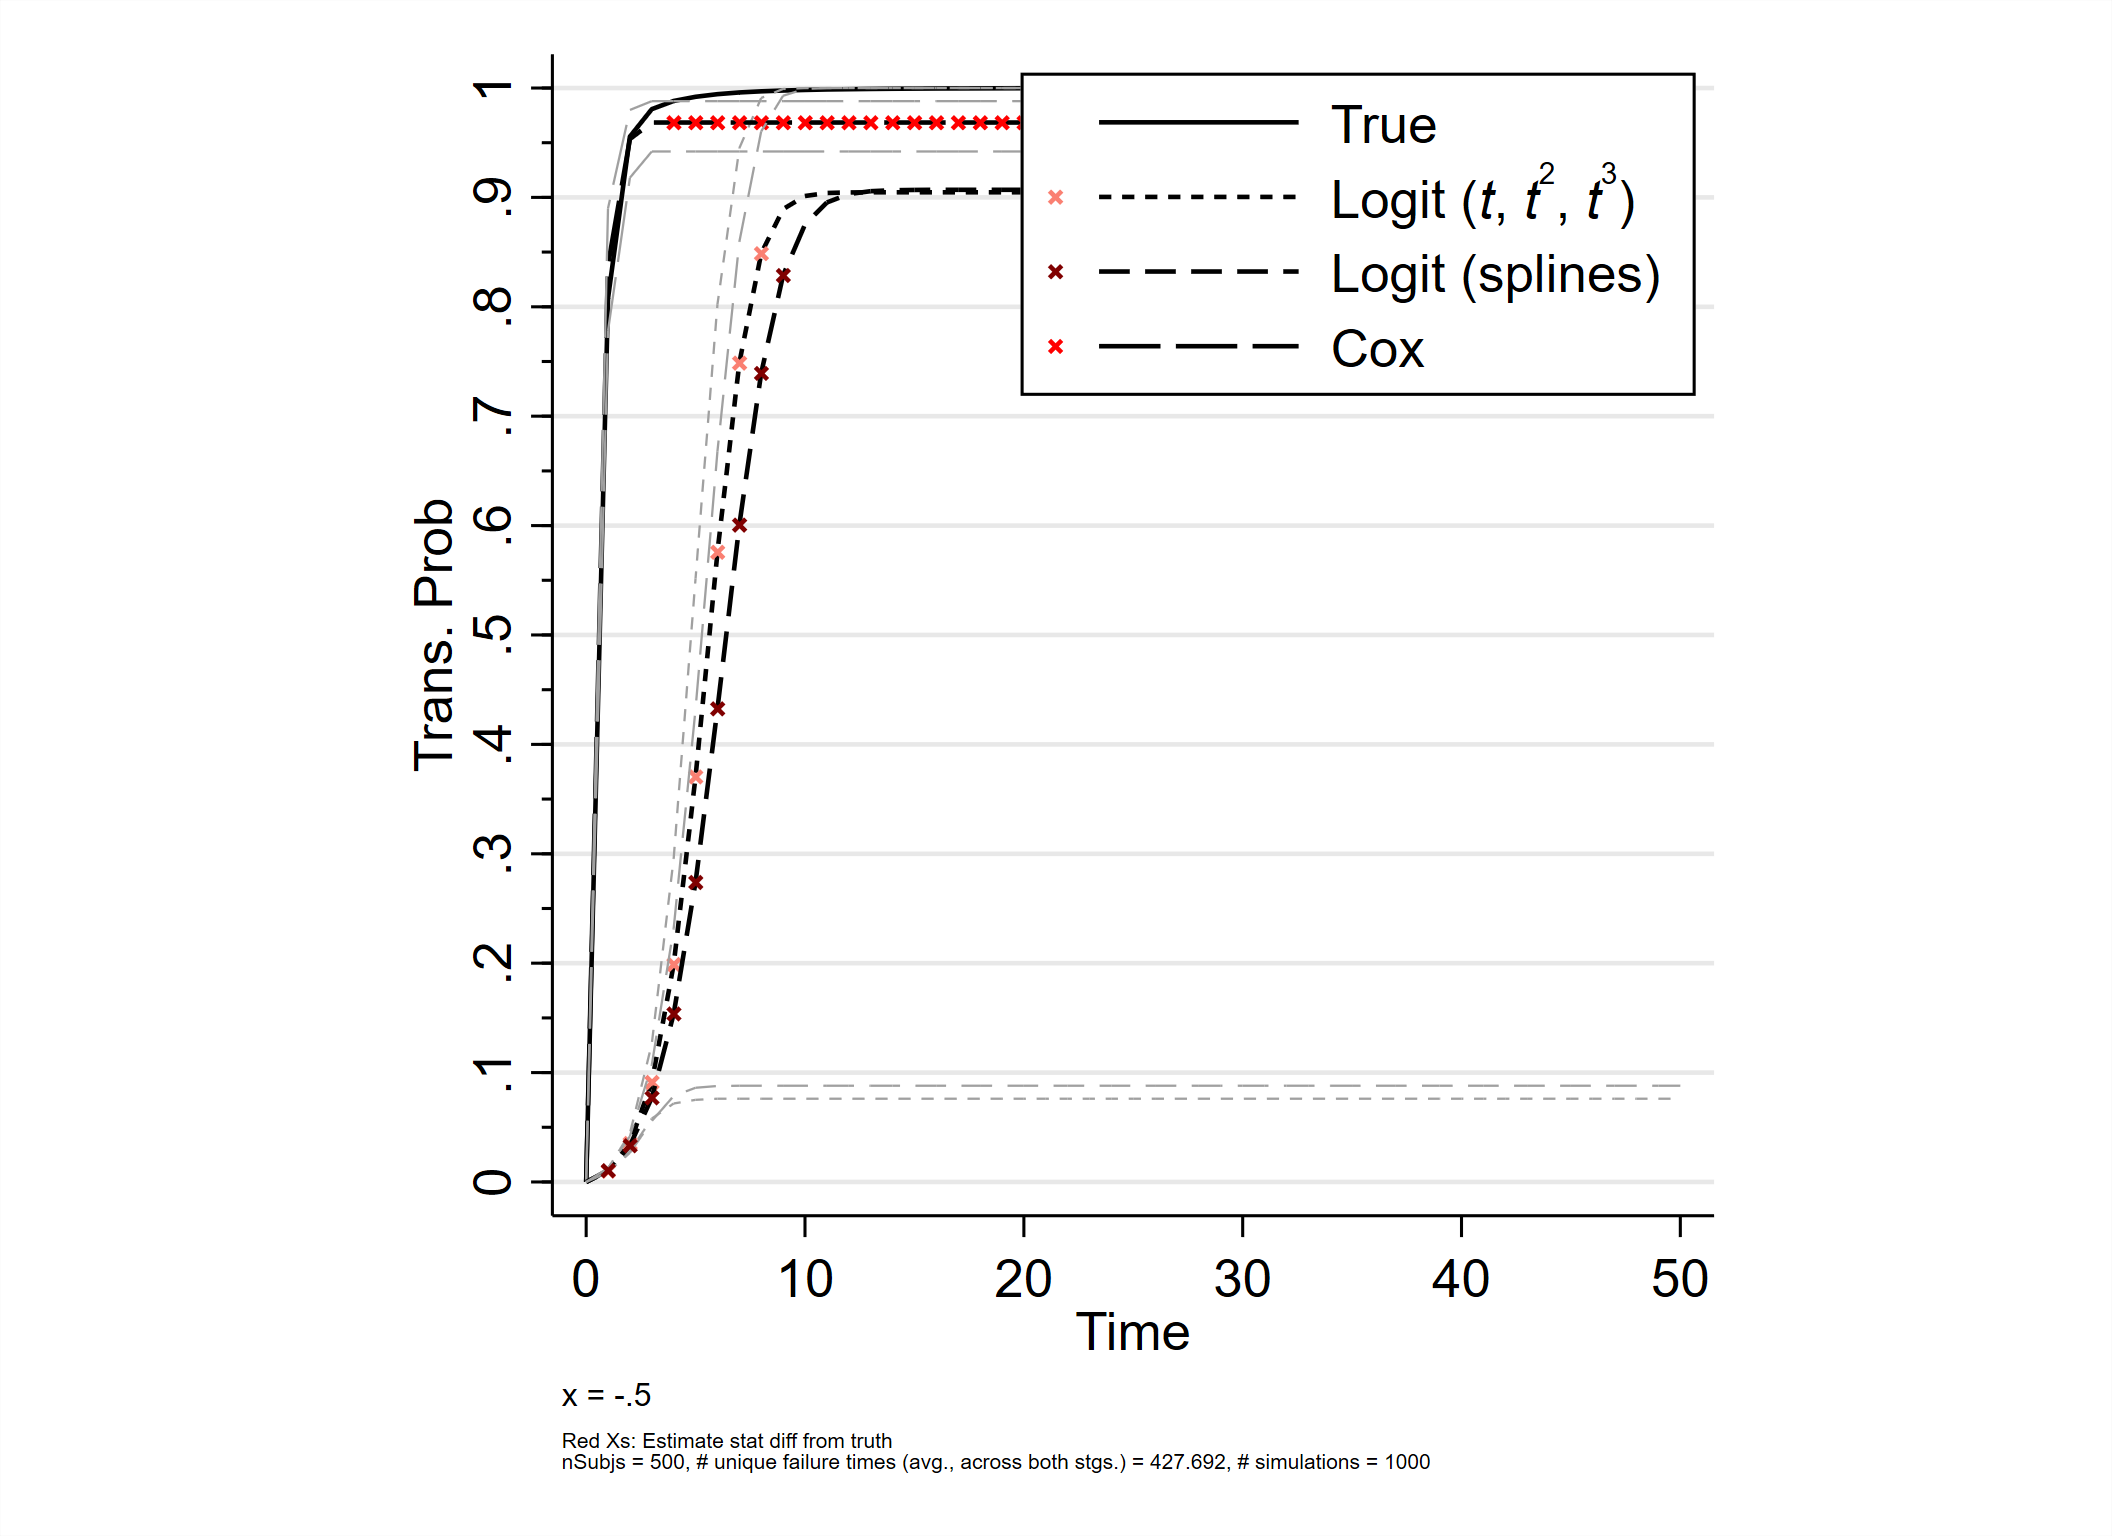 Trans. Prob
1
.9
.8
.7
.6
.5
.4
.3
.2
.1
0
True
Logit (t, t², t³)
Logit (splines)
Cox
0 10 20 30 40 50
Time
x = -.5
Red Xs: Estimate stat diff from truth
nSubjs = 500, # unique failure times (avg., across both stgs.) = 427.692, # simulations = 1000